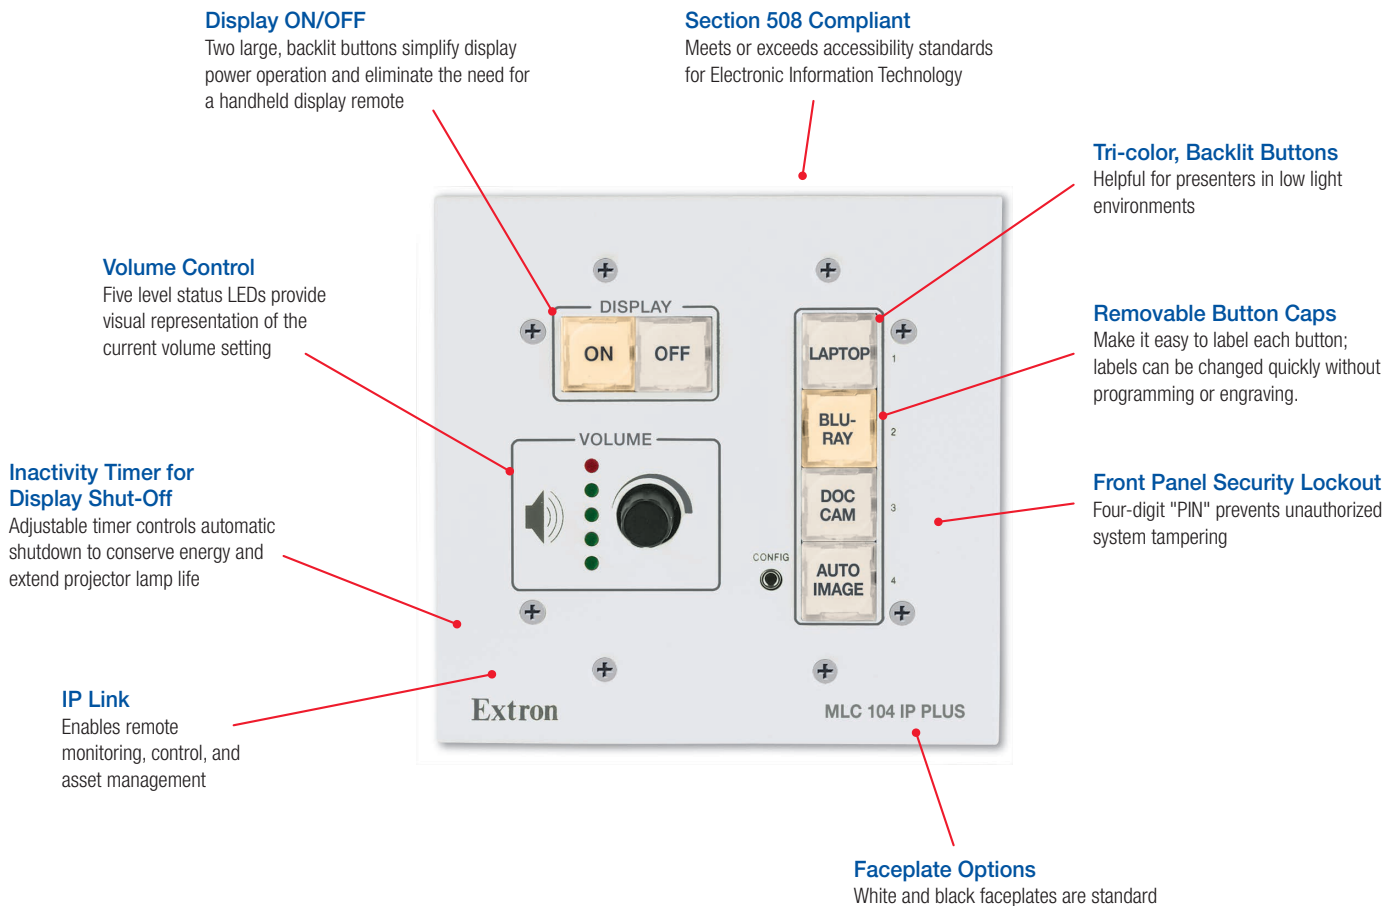 Display ON/OFF
Two large, backlit buttons simplify display
power operation and eliminate the need for
a handheld display remote
Section 508 Compliant
Meets or exceeds accessibility standards
for Electronic Information Technology
Tri-color, Backlit Buttons
Helpful for presenters in low light
environments
Volume Control
Five level status LEDs provide
visual representation of the
current volume setting
Removable Button Caps
Make it easy to label each button;
labels can be changed quickly without
programming or engraving.
Inactivity Timer for
Display Shut-Off
Adjustable timer controls automatic
shutdown to conserve energy and
extend projector lamp life
Front Panel Security Lockout
Four-digit "PIN" prevents unauthorized
system tampering
IP Link
Enables remote
monitoring, control, and
asset management
Faceplate Options
White and black faceplates are standard
DISPLAY
ON OFF
VOLUME
LAPTOP 1
BLU-
RAY 2
DOC
CAM 3
CONFIG
AUTO
IMAGE 4
Extron
MLC 104 IP PLUS